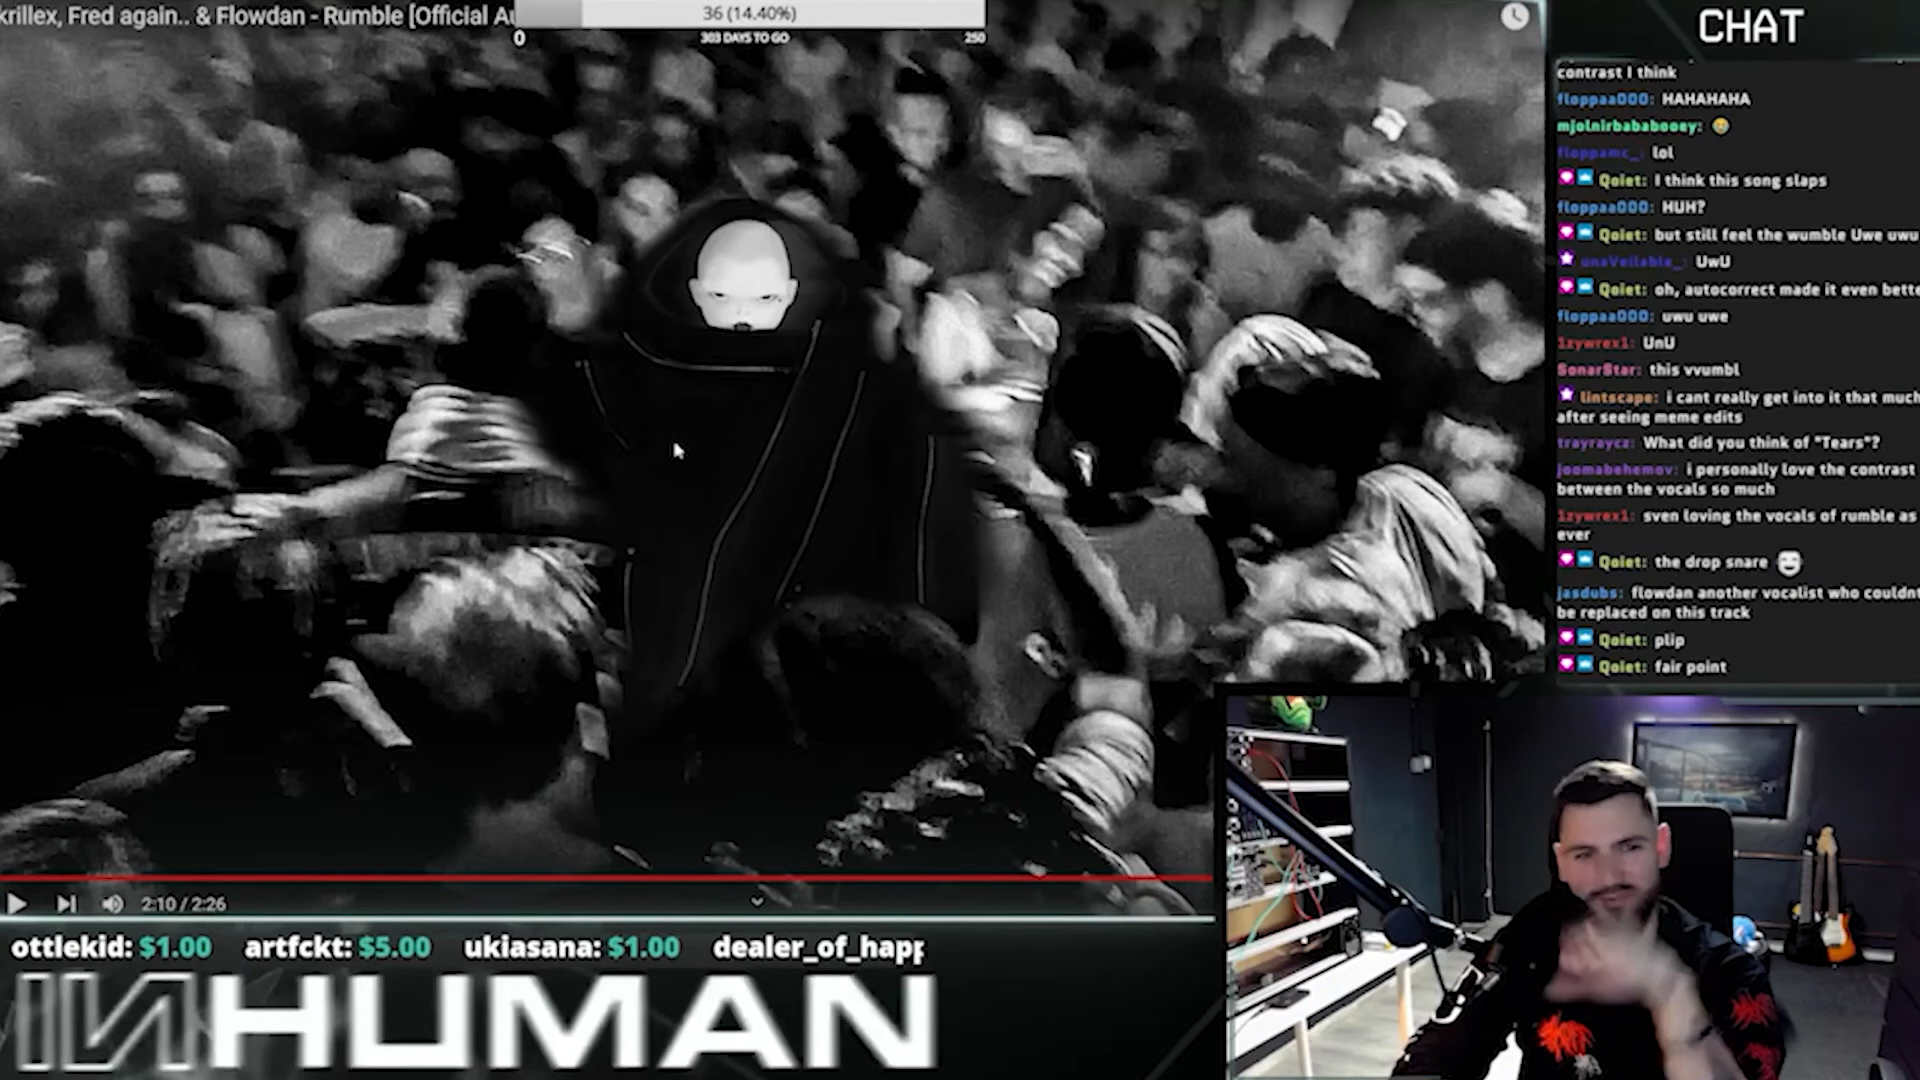 krillex, Fred again.. & Flowdan - Rumble [Official Au
36 (14.40%)
0
303 DAYS TO GO
250
CHAT
contrast I think
floppaa000: HAHAHAHA
mjolnirbababooey:
floppamc_: lol
Qoiet: I think this song slaps
floppaa000: HUH?
Qoiet: but still feel the wumble Uwe uwu
unaVeilable_: UwU
Qoiet: oh, autocorrect made it even bette
floppaa000: uwu uwe
1zywrex1: UnU
SonarStar: this vvumbl
lintscape: i cant really get into it that much
after seeing meme edits
trayraycz: What did you think of "Tears"?
joomabehemov: i personally love the contrast
between the vocals so much
1zywrex1: sven loving the vocals of rumble as
ever
Qoiet: the drop snare
jasdubs: flowdan another vocalist who couldnt
be replaced on this track
Qoiet: plip
Qoiet: fair point
2:10 / 2:26
ottlekid: $1.00 artfckt: $5.00 ukiasana: $1.00 dealer_of_happ
INHUMAN